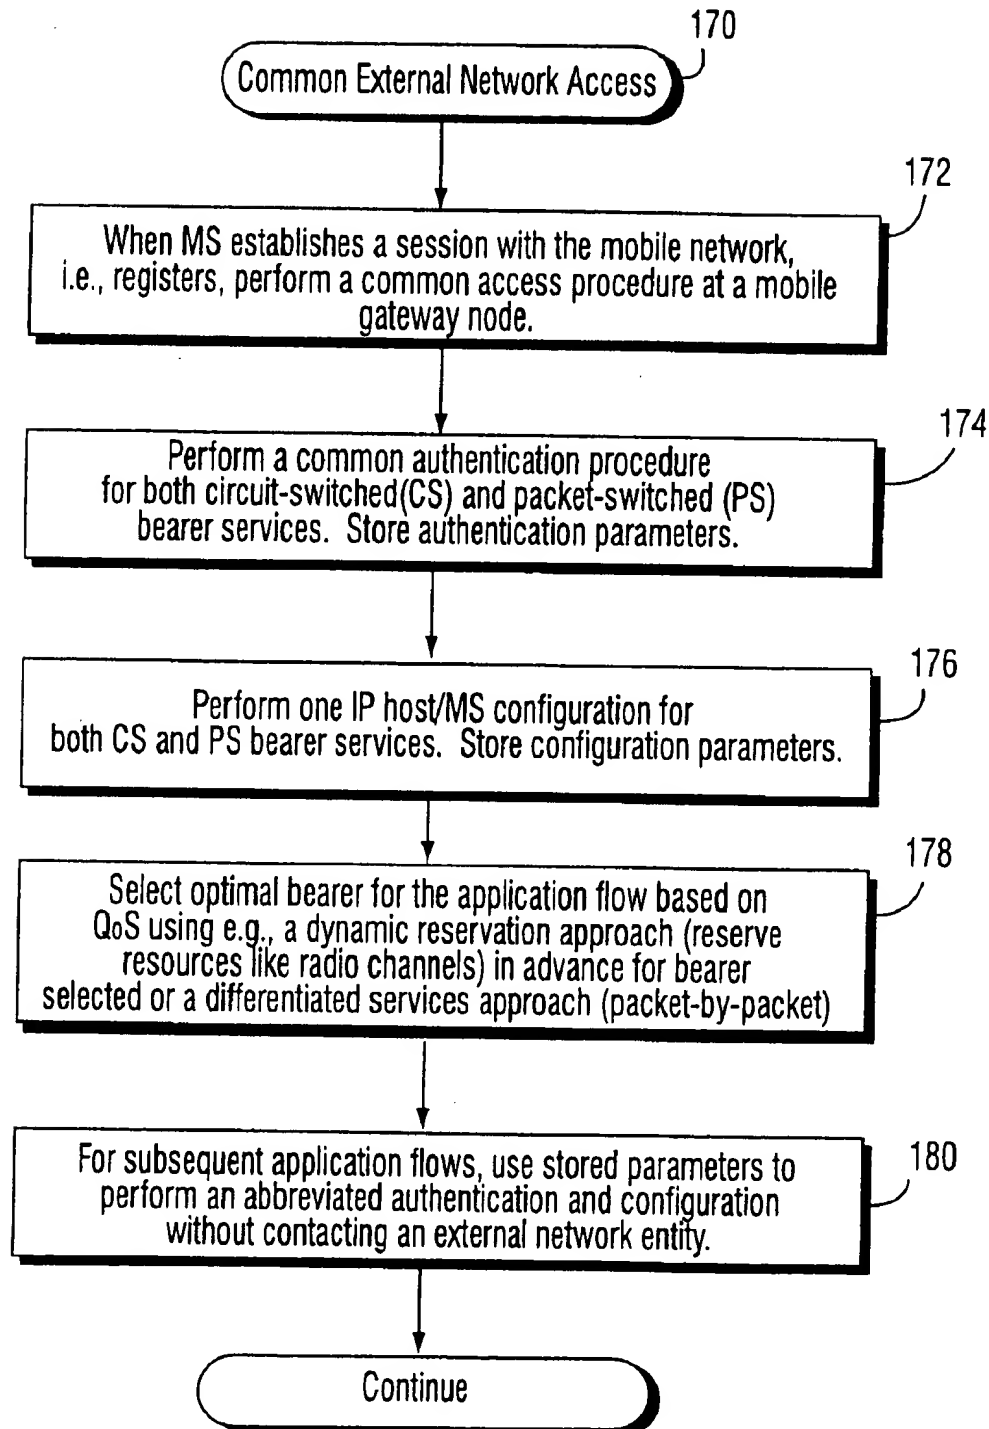 170
Common External Network Access
172
When MS establishes a session with the mobile network,
i.e., registers, perform a common access procedure at a mobile
gateway node.
174
Perform a common authentication procedure
for both circuit-switched(CS) and packet-switched (PS)
bearer services. Store authentication parameters.
176
Perform one IP host/MS configuration for
both CS and PS bearer services. Store configuration parameters.
178
Select optimal bearer for the application flow based on
QoS using e.g., a dynamic reservation approach (reserve
resources like radio channels) in advance for bearer
selected or a differentiated services approach (packet-by-packet)
180
For subsequent application flows, use stored parameters to
perform an abbreviated authentication and configuration
without contacting an external network entity.
Continue